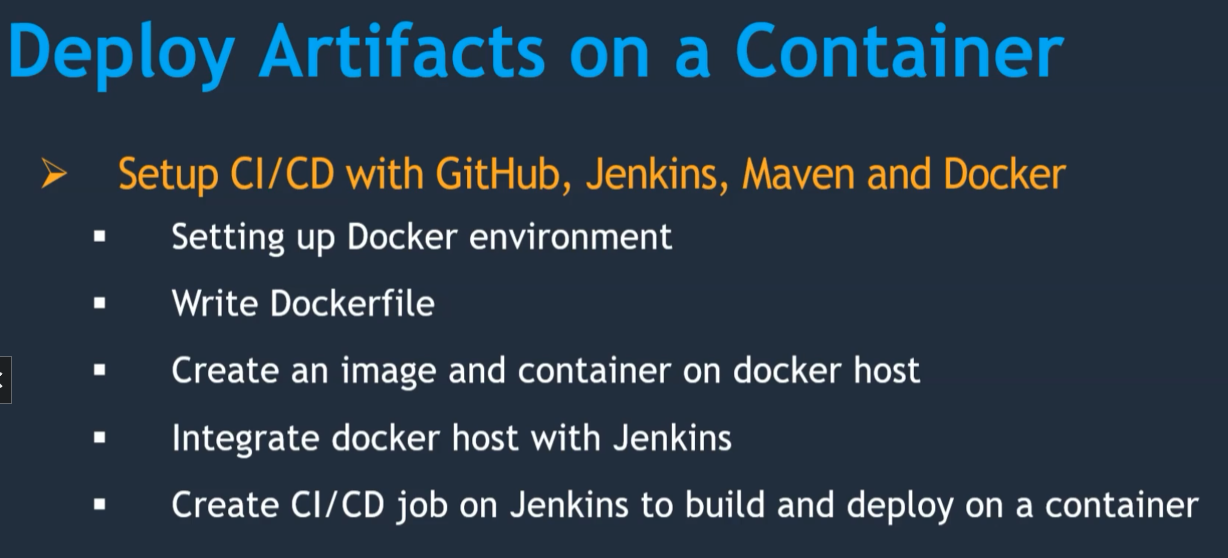 Deploy Artifacts on a Container
Setup CI/CD with GitHub, Jenkins, Maven and Docker
Setting up Docker environment
Write Dockerfile
Create an image and container on docker host
Integrate docker host with Jenkins
Create CI/CD job on Jenkins to build and deploy on a container